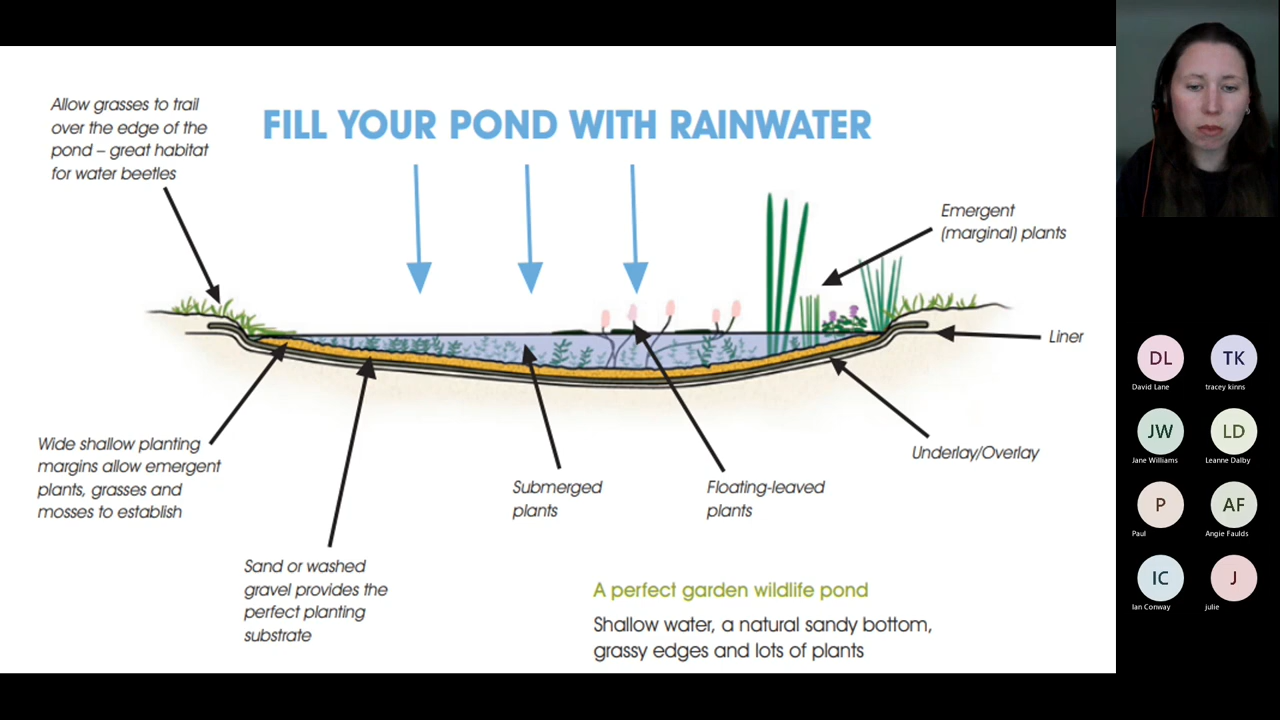 Allow grasses to trail
over the edge of the
pond – great habitat
for water beetles
FILL YOUR POND WITH RAINWATER
Emergent
(marginal) plants
Liner
Underlay/Overlay
Wide shallow planting
margins allow emergent
plants, grasses and
mosses to establish
Submerged
plants
Floating-leaved
plants
Sand or washed
gravel provides the
perfect planting
substrate
A perfect garden wildlife pond
Shallow water, a natural sandy bottom,
grassy edges and lots of plants
DL
TK
David Lane
tracey kinns
JW
LD
Jane Williams
Leanne Dalby
P
AF
Paul
Angie Faulds
IC
J
Ian Conway
julie